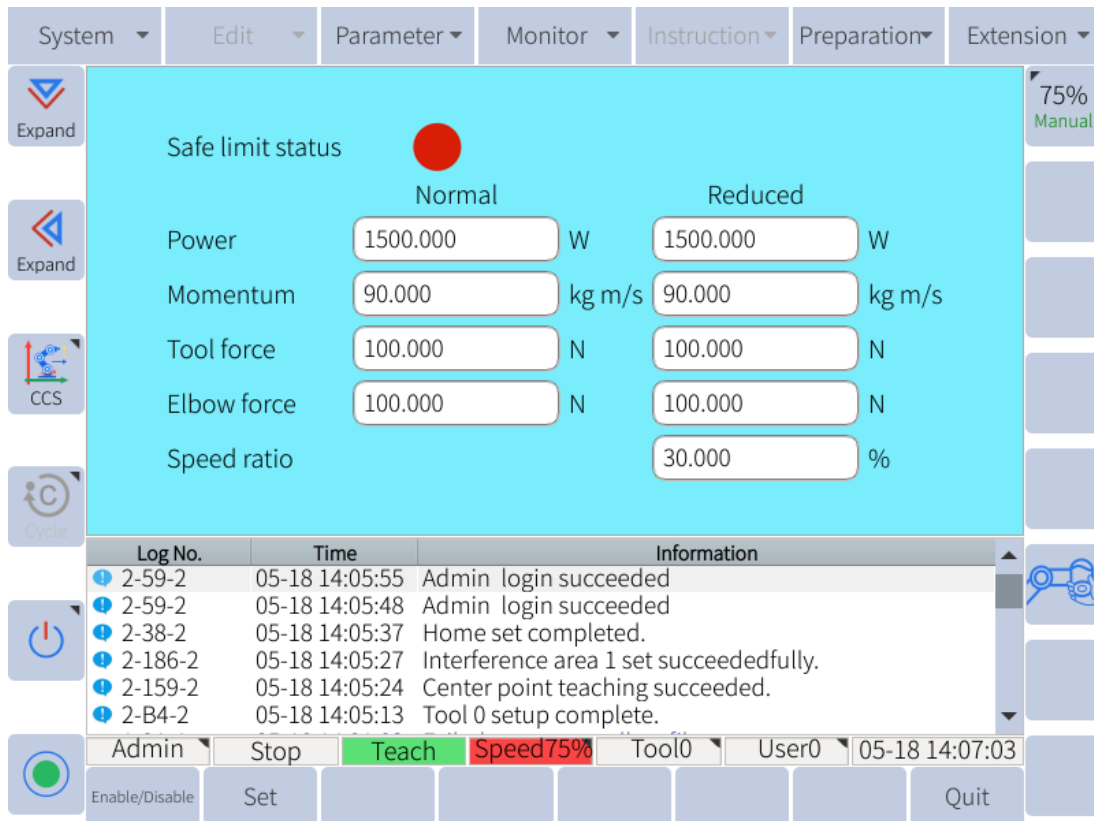 System Edit Parameter Monitor Instruction Preparation Extension
Expand
75%
Manual
Safe limit status
Normal Reduced
Expand
Power 1500.000 W 1500.000 W
Momentum 90.000 kg m/s 90.000 kg m/s
Tool force 100.000 N 100.000 N
CCS
Elbow force 100.000 N 100.000 N
Speed ratio 30.000 %
Cycle
Log No. Time Information
2-59-2 05-18 14:05:55 Admin login succeeded
2-59-2 05-18 14:05:48 Admin login succeeded
2-38-2 05-18 14:05:37 Home set completed.
2-186-2 05-18 14:05:27 Interference area 1 set succeededfully.
2-159-2 05-18 14:05:24 Center point teaching succeeded.
2-B4-2 05-18 14:05:13 Tool 0 setup complete.
Admin Stop Teach Speed75% Tool0 User0 05-18 14:07:03
Enable/Disable Set Quit